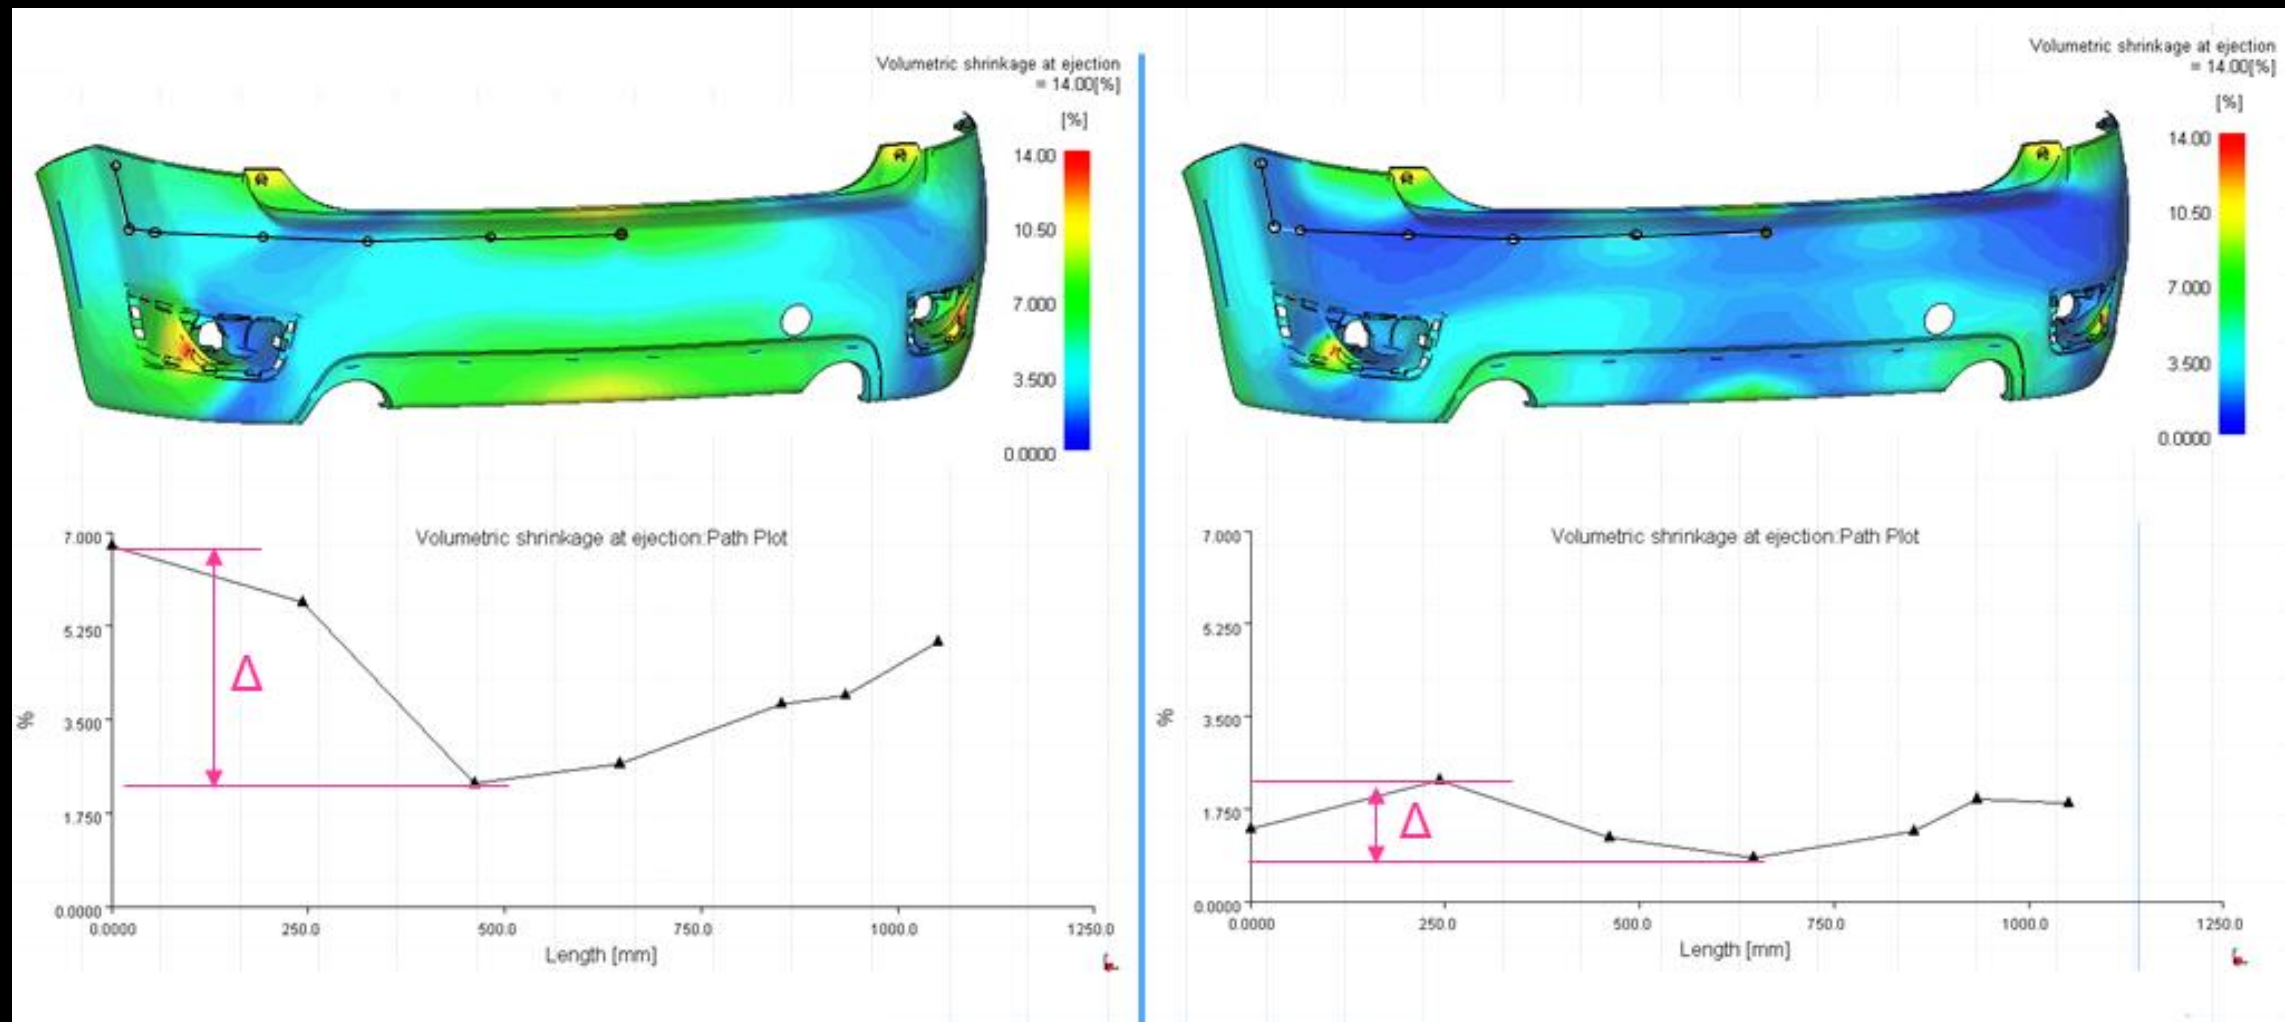 Volumetric shrinkage at ejection
= 14.00[%]
[%]
14.00
10.50
7.000
3.500
0.0000
Volumetric shrinkage at ejection:Path Plot
7.000
5.250
3.500
1.750
0.0000
%
Δ
0.0000 250.0 500.0 750.0 1000.0 1250.0
Length [mm]
Volumetric shrinkage at ejection
= 14.00[%]
[%]
14.00
10.50
7.000
3.500
0.0000
Volumetric shrinkage at ejection:Path Plot
7.000
5.250
3.500
1.750
0.0000
%
Δ
0.0000 250.0 500.0 750.0 1000.0 1250.0
Length [mm]